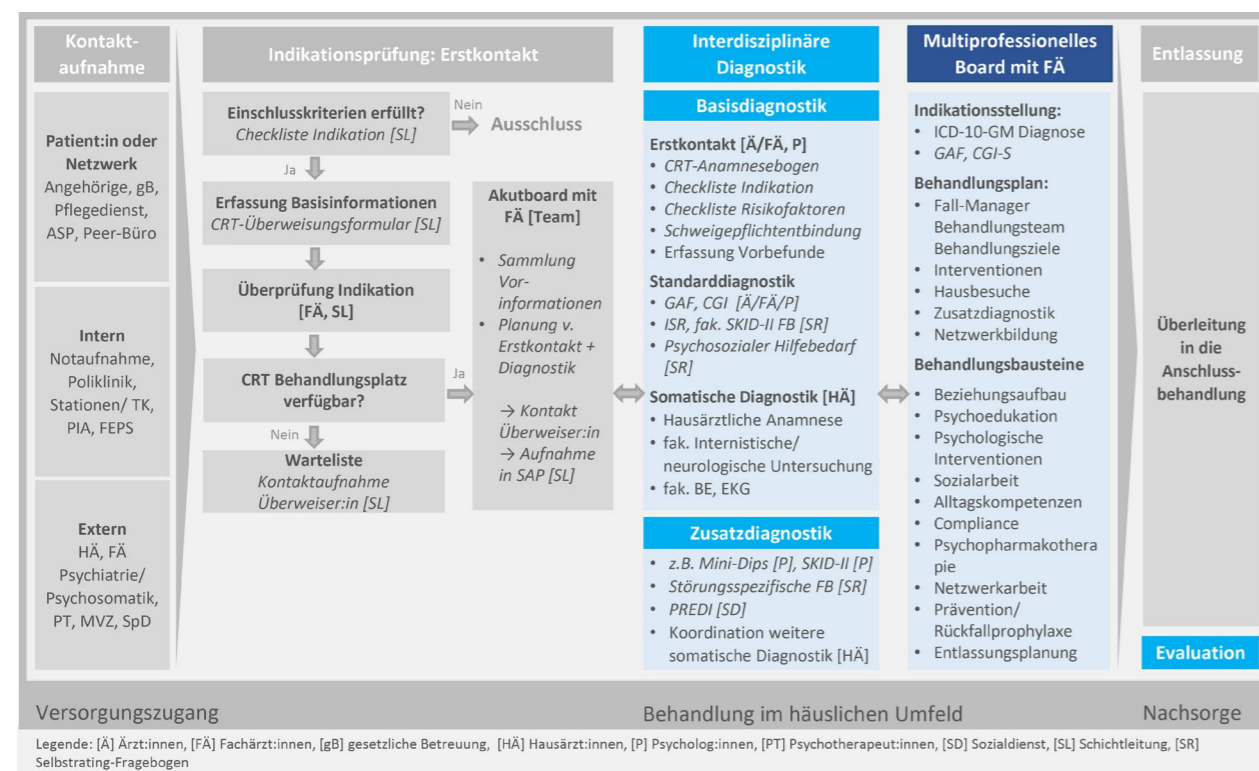 Kontakt-
aufnahme
Patient:in oder
Netzwerk
Angehörige, gB,
Pflegedienst,
ASP, Peer-Büro
Intern
Notaufnahme,
Poliklinik,
Stationen/ TK,
PIA, FEPS
Extern
HÄ, FÄ
Psychiatrie/
Psychosomatik,
PT, MVZ, SpD
Indikationsprüfung: Erstkontakt
Einschlusskriterien erfüllt?
Checkliste Indikation [SL]
Nein
Ausschluss
Ja
Erfassung Basisinformationen
CRT-Überweisungsformular [SL]
Überprüfung Indikation
[FÄ, SL]
CRT Behandlungsplatz
verfügbar?
Ja
Nein
Warteliste
Kontaktaufnahme
Überweiser:in [SL]
Akutboard mit
FÄ [Team]
• Sammlung
Vor-
informationen
• Planung v.
Erstkontakt +
Diagnostik
→ Kontakt
Überweiser:in
→ Aufnahme
in SAP [SL]
Interdisziplinäre
Diagnostik
Basisdiagnostik
Erstkontakt [Ä/FÄ, P]
• CRT-Anamnesebogen
• Checkliste Indikation
• Checkliste Risikofaktoren
• Schweigepflichtentbindung
• Erfassung Vorbefunde
Standarddiagnostik
• GAF, CGI [Ä/FÄ/P]
• ISR, fak. SKID-II FB [SR]
• Psychosozialer Hilfebedarf
[SR]
Somatische Diagnostik [HÄ]
• Hausärztliche Anamnese
• fak. Internistische/
neurologische Untersuchung
• fak. BE, EKG
Zusatzdiagnostik
• z.B. Mini-Dips [P], SKID-II [P]
• Störungsspezifische FB [SR]
• PREDI [SD]
• Koordination weitere
somatische Diagnostik [HÄ]
Multiprofessionelles
Board mit FÄ
Indikationsstellung:
• ICD-10-GM Diagnose
• GAF, CGI-S
Behandlungsplan:
• Fall-Manager
Behandlungsteam
Behandlungsziele
• Interventionen
• Hausbesuche
• Zusatzdiagnostik
• Netzwerkbildung
Behandlungsbausteine
• Beziehungsaufbau
• Psychoedukation
• Psychologische
Interventionen
• Sozialarbeit
• Alltagskompetenzen
• Compliance
• Psychopharmakothera
pie
• Netzwerkarbeit
• Prävention/
Rückfallprophylaxe
• Entlassungsplanung
Entlassung
Überleitung
in die
Anschluss-
behandlung
Evaluation
Versorgungszugang
Behandlung im häuslichen Umfeld
Nachsorge
Legende: [Ä] Ärzt:innen, [FÄ] Fachärzt:innen, [gB] gesetzliche Betreuung, [HÄ] Hausärzt:innen, [P] Psycholog:innen, [PT] Psychotherapeut:innen, [SD] Sozialdienst, [SL] Schichtleitung, [SR]
Selbstrating-Fragebogen